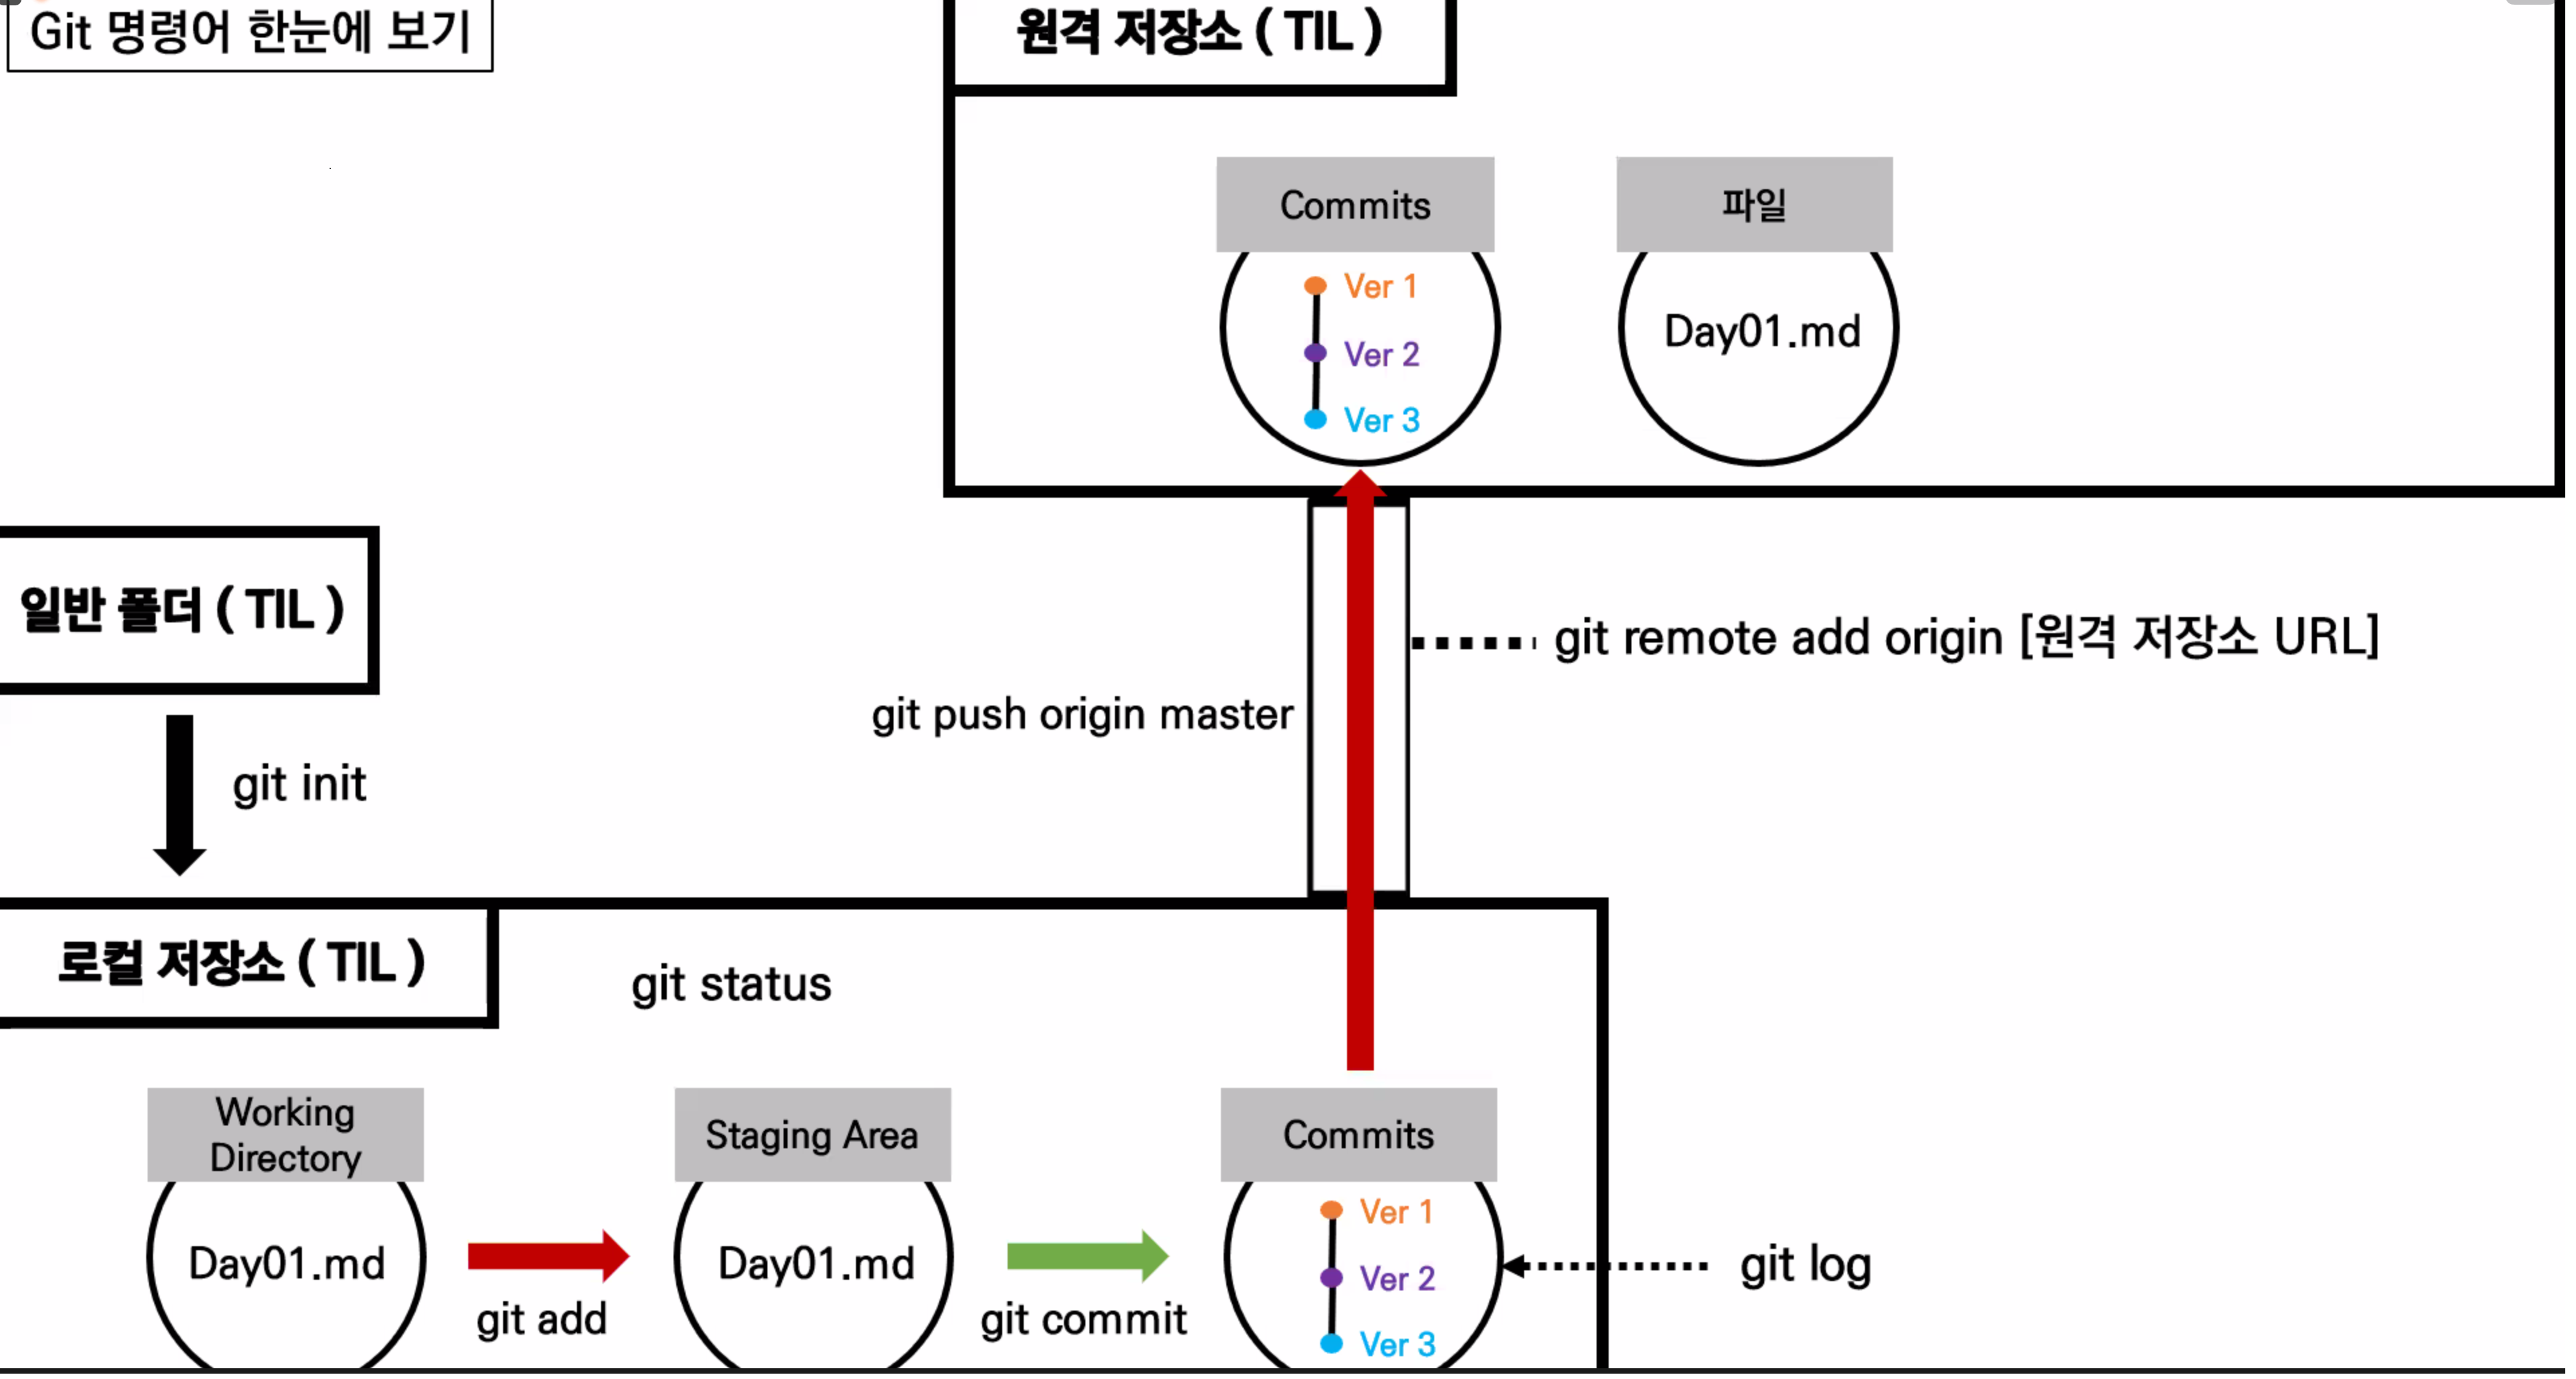 Git 명령어 한눈에 보기
원격 저장소 ( TIL )
Commits
Ver 1
Ver 2
Ver 3
파일
Day01.md
일반 폴더 ( TIL )
git init
git push origin master
git remote add origin [원격 저장소 URL]
로컬 저장소 ( TIL )
git status
Working
Directory
Day01.md
git add
Staging Area
Day01.md
git commit
Commits
Ver 1
Ver 2
Ver 3
git log